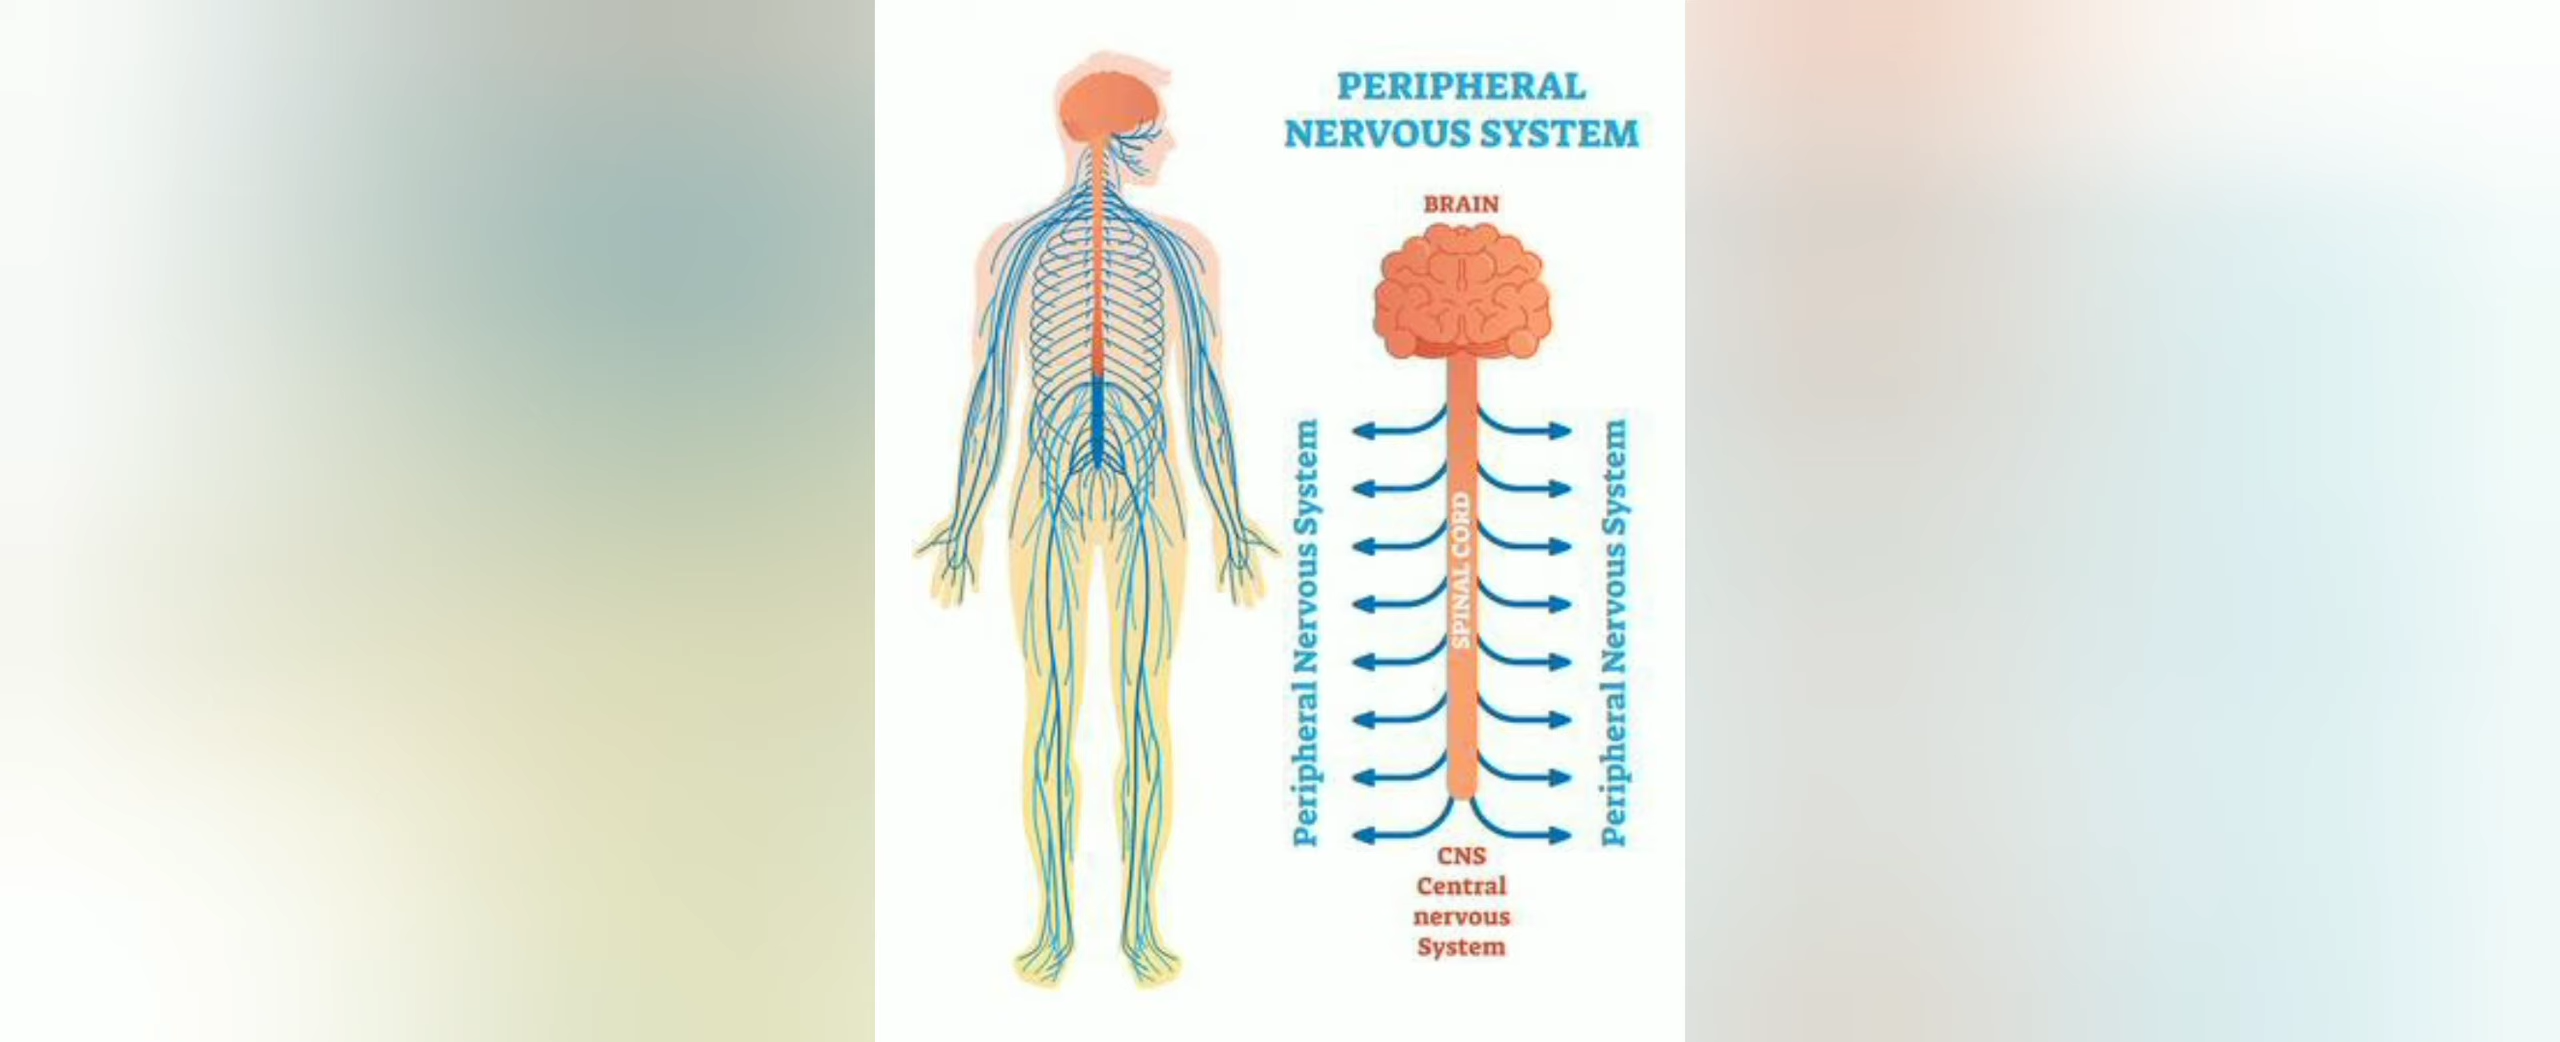 PERIPHERAL
NERVOUS SYSTEM
BRAIN
Peripheral Nervous System
SPINAL CORD
Peripheral Nervous System
CNS
Central
nervous
System